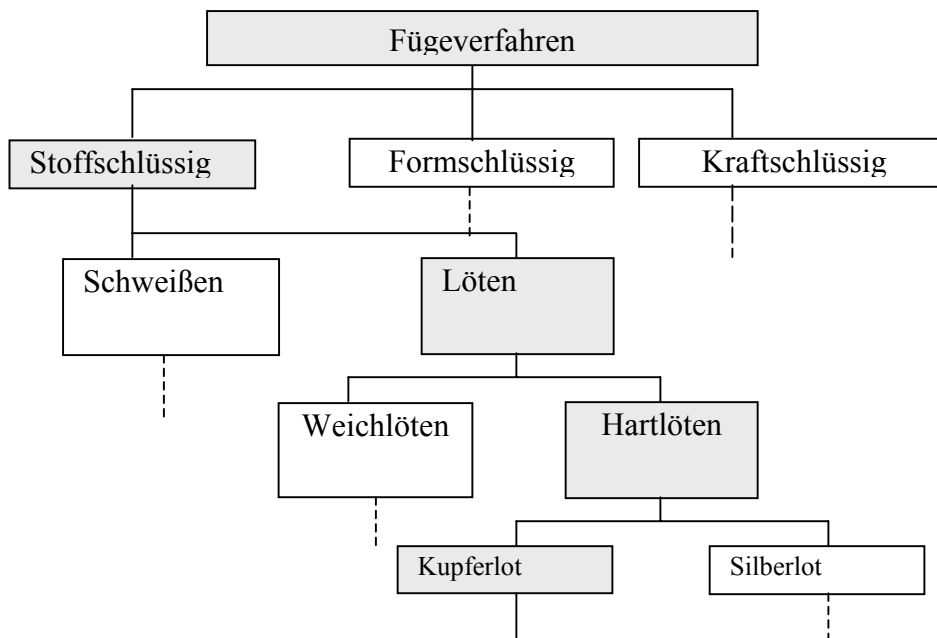 Fügeverfahren
Stoffschlüssig
Formschlüssig
Kraftschlüssig
Schweißen
Löten
Weichlöten
Hartlöten
Kupferlot
Silberlot